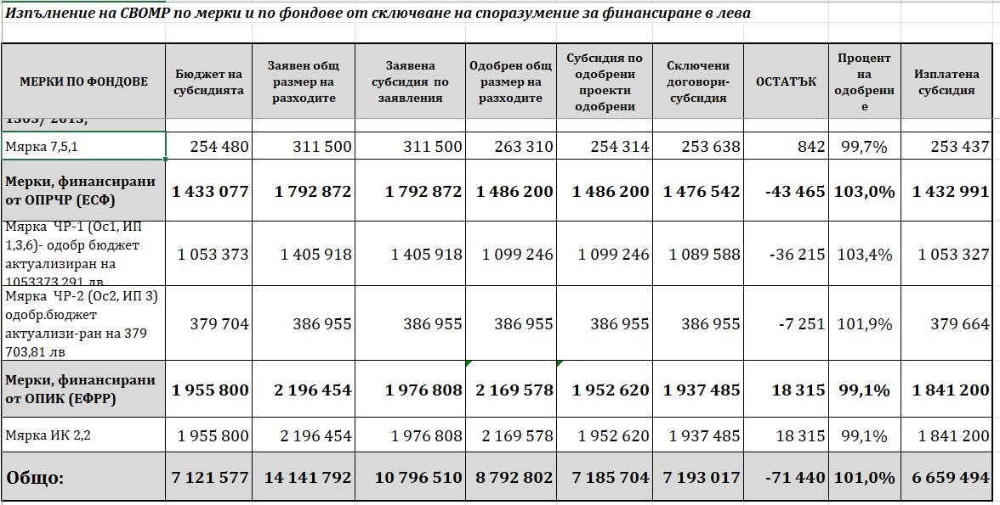 Изпълнение на СВОМР по мерки и по фондове от сключване на споразумение за финансиране в лева
МЕРКИ ПО ФОНДОВЕ
Бюджет на
субсидията
Заявен общ
размер на
разходите
Заявена
субсидия по
заявления
Одобрен общ
размер на
разходите
Субсидия по
одобрени
проекти
одобрени
Сключени
договори-
субсидия
ОСТАТЪК
Процент
на
одобрени
е
Изплатена
субсидия
1303/ 2013,
Мярка 7,5,1 254 480 311 500 311 500 263 310 254 314 253 638 842 99,7% 253 437
Мерки, финансирани
от ОПРЧР (ЕСФ)
1 433 077 1 792 872 1 792 872 1 486 200 1 486 200 1 476 542 -43 465 103,0% 1 432 991
Мярка ЧР-1 (Ос1, ИП
1,3,6)- одобр бюджет
актуализиран на
1053373,291 лв
1 053 373 1 405 918 1 405 918 1 099 246 1 099 246 1 089 588 -36 215 103,4% 1 053 327
Мярка ЧР-2 (Ос2, ИП 3)
одобр.бюджет
актуализи-ран на 379
703,81 лв
379 704 386 955 386 955 386 955 386 955 386 955 -7 251 101,9% 379 664
Мерки, финансирани
от ОПИК (ЕФРР)
1 955 800 2 196 454 1 976 808 2 169 578 1 952 620 1 937 485 18 315 99,1% 1 841 200
Мярка ИК 2,2 1 955 800 2 196 454 1 976 808 2 169 578 1 952 620 1 937 485 18 315 99,1% 1 841 200
Общо: 7 121 577 14 141 792 10 796 510 8 792 802 7 185 704 7 193 017 -71 440 101,0% 6 659 494